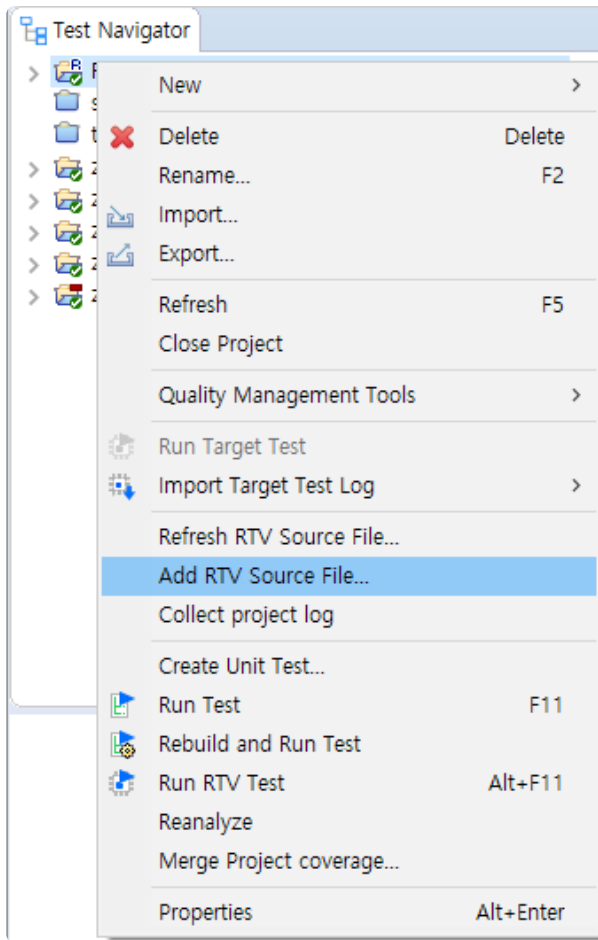 Test Navigator
New
Delete Delete
Rename... F2
Import...
Export...
Refresh F5
Close Project
Quality Management Tools
Run Target Test
Import Target Test Log
Refresh RTV Source File...
Add RTV Source File...
Collect project log
Create Unit Test...
Run Test F11
Rebuild and Run Test
Run RTV Test Alt+F11
Reanalyze
Merge Project coverage...
Properties Alt+Enter